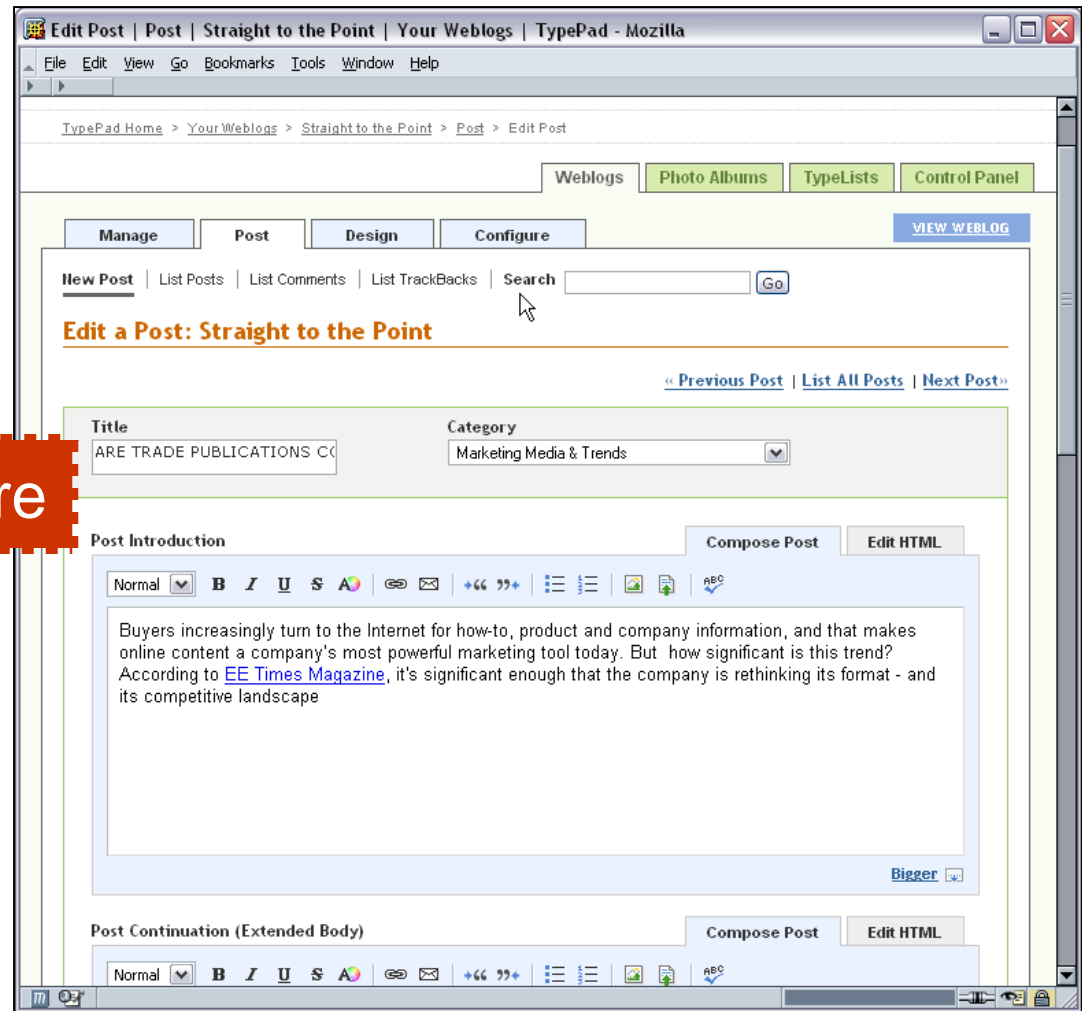 Edit Post | Post | Straight to the Point | Your Weblogs | TypePad - Mozilla
File Edit View Go Bookmarks Tools Window Help
TypePad Home > Your Weblogs > Straight to the Point > Post > Edit Post
Weblogs Photo Albums TypeLists Control Panel
Manage Post Design Configure VIEW WEBLOG
New Post | List Posts | List Comments | List TrackBacks | Search Go
Edit a Post: Straight to the Point
« Previous Post | List All Posts | Next Post»
Title Category
ARE TRADE PUBLICATIONS CO Marketing Media & Trends
re
Post Introduction Compose Post Edit HTML
Normal B I U S A “ ” ABC
Buyers increasingly turn to the Internet for how-to, product and company information, and that makes
online content a company's most powerful marketing tool today. But how significant is this trend?
According to EE Times Magazine, it's significant enough that the company is rethinking its format - and
its competitive landscape
Bigger
Post Continuation (Extended Body) Compose Post Edit HTML
Normal B I U S A “ ” ABC